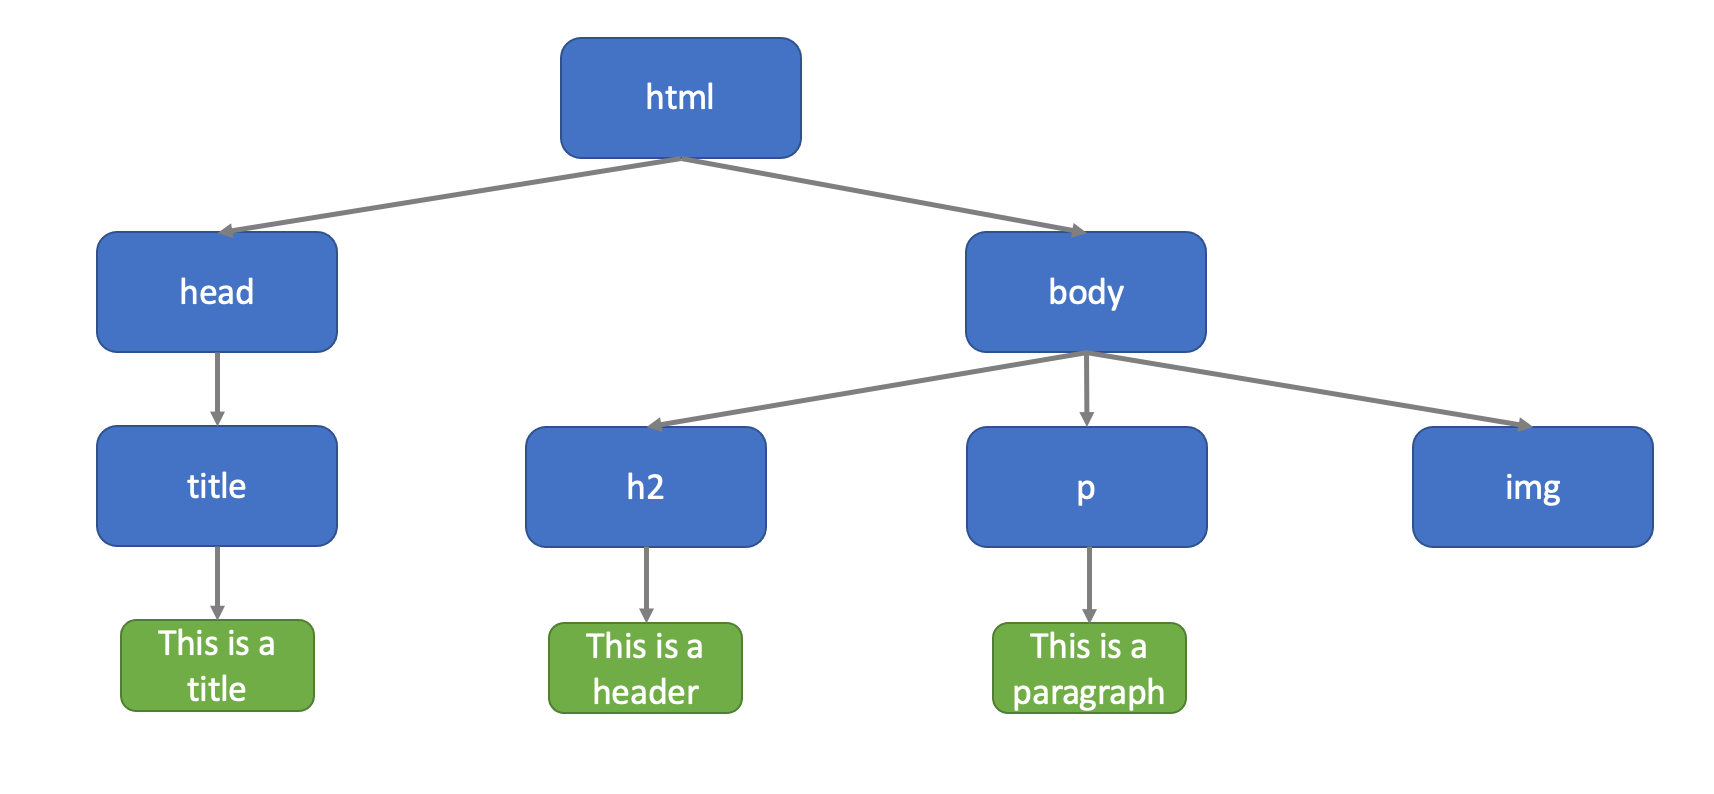 html
head
body
title
h2
p
img
This is a
title
This is a
header
This is a
paragraph